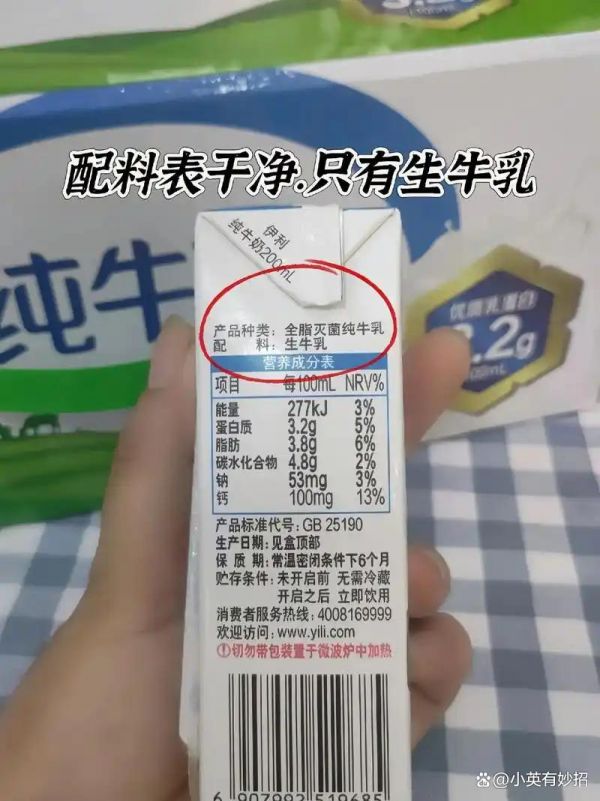 配料表干净.只有生牛乳
伊利
纯牛奶200mL
纯牛
优质乳蛋白
.2g
产品种类：全脂灭菌纯牛乳
配 料：生牛乳
营养成分表
项目 每100mL NRV%
能量 277kJ 3%
蛋白质 3.2g 5%
脂肪 3.8g 6%
碳水化合物 4.8g 2%
钠 53mg 3%
钙 100mg 13%
产品标准代号：GB 25190
生产日期：见盒顶部
保 质 期：常温密闭条件下6个月
贮存条件：未开启前 无需冷藏
开启之后 立即饮用
消费者服务热线：4008169999
欢迎访问：www.yili.com
①切勿带包装置于微波炉中加热
6 907992 519685
@小英有妙招